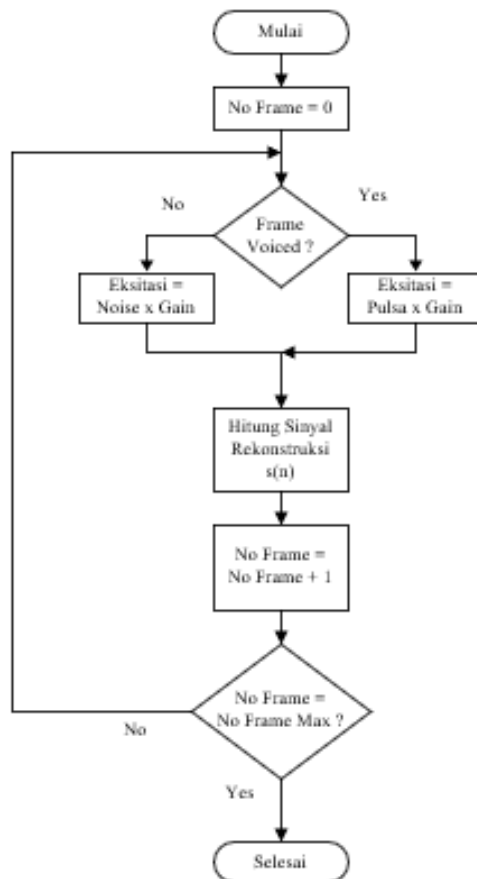 Mulai
No Frame = 0
No
Yes
Frame
Voiced ?
Eksitasi =
Noise x Gain
Eksitasi =
Pulsa x Gain
Hitung Sinyal
Rekonstruksi
s(n)
No Frame =
No Frame + 1
No Frame =
No Frame Max ?
No
Yes
Selesai